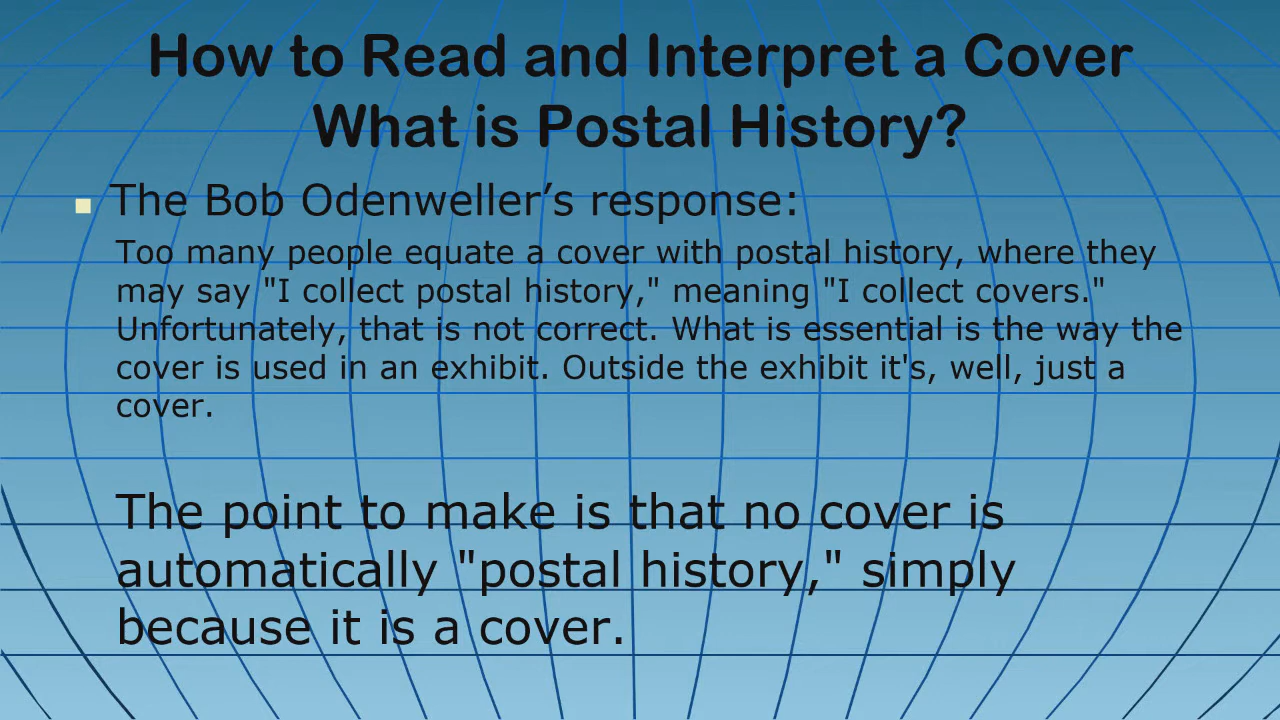 How to Read and Interpret a Cover
What is Postal History?
The Bob Odenweller’s response:
Too many people equate a cover with postal history, where they
may say "I collect postal history," meaning "I collect covers."
Unfortunately, that is not correct. What is essential is the way the
cover is used in an exhibit. Outside the exhibit it's, well, just a
cover.
The point to make is that no cover is
automatically "postal history," simply
because it is a cover.